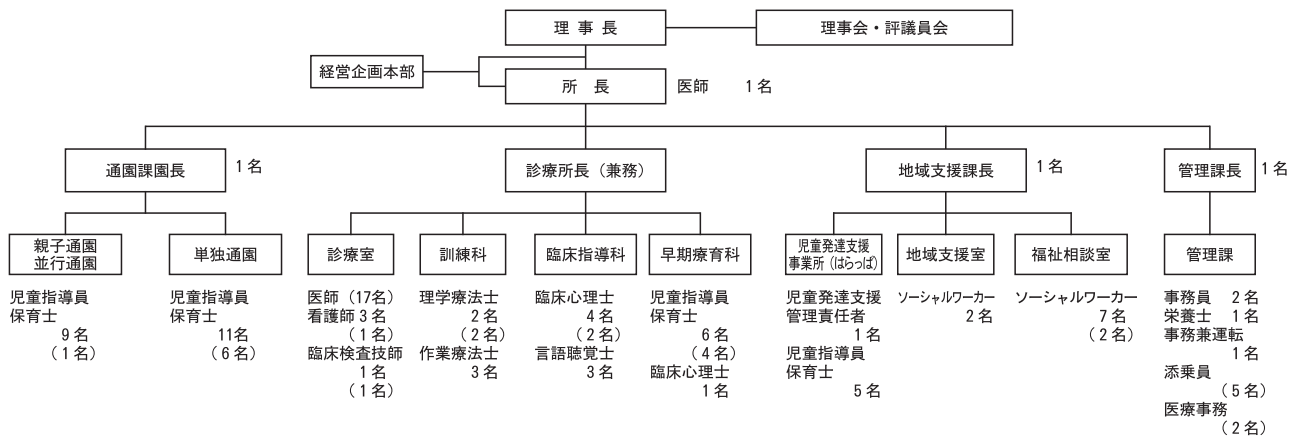 理 事 長
理事会・評議員会
経営企画本部
所 長
医師 1名
通園課園長
1名
診療所長（兼務）
地域支援課長
1名
管理課長
1名
親子通園
並行通園
児童指導員
保育士
9名
（1名）
単独通園
児童指導員
保育士
11名
（6名）
診療室
医師（17名）
看護師3名
（1名）
臨床検査技師
1名
（1名）
訓練科
理学療法士
2名
（2名）
作業療法士
3名
臨床指導科
臨床心理士
4名
（2名）
言語聴覚士
3名
早期療育科
児童指導員
保育士
6名
（4名）
臨床心理士
1名
児童発達支援
事業所（はらっぱ）
児童発達支援
管理責任者
1名
児童指導員
保育士
5名
地域支援室
ソーシャルワーカー
2名
福祉相談室
ソーシャルワーカー
7名
（2名）
管理課
事務員 2名
栄養士 1名
事務兼運転
1名
添乗員
（5名）
医療事務
（2名）